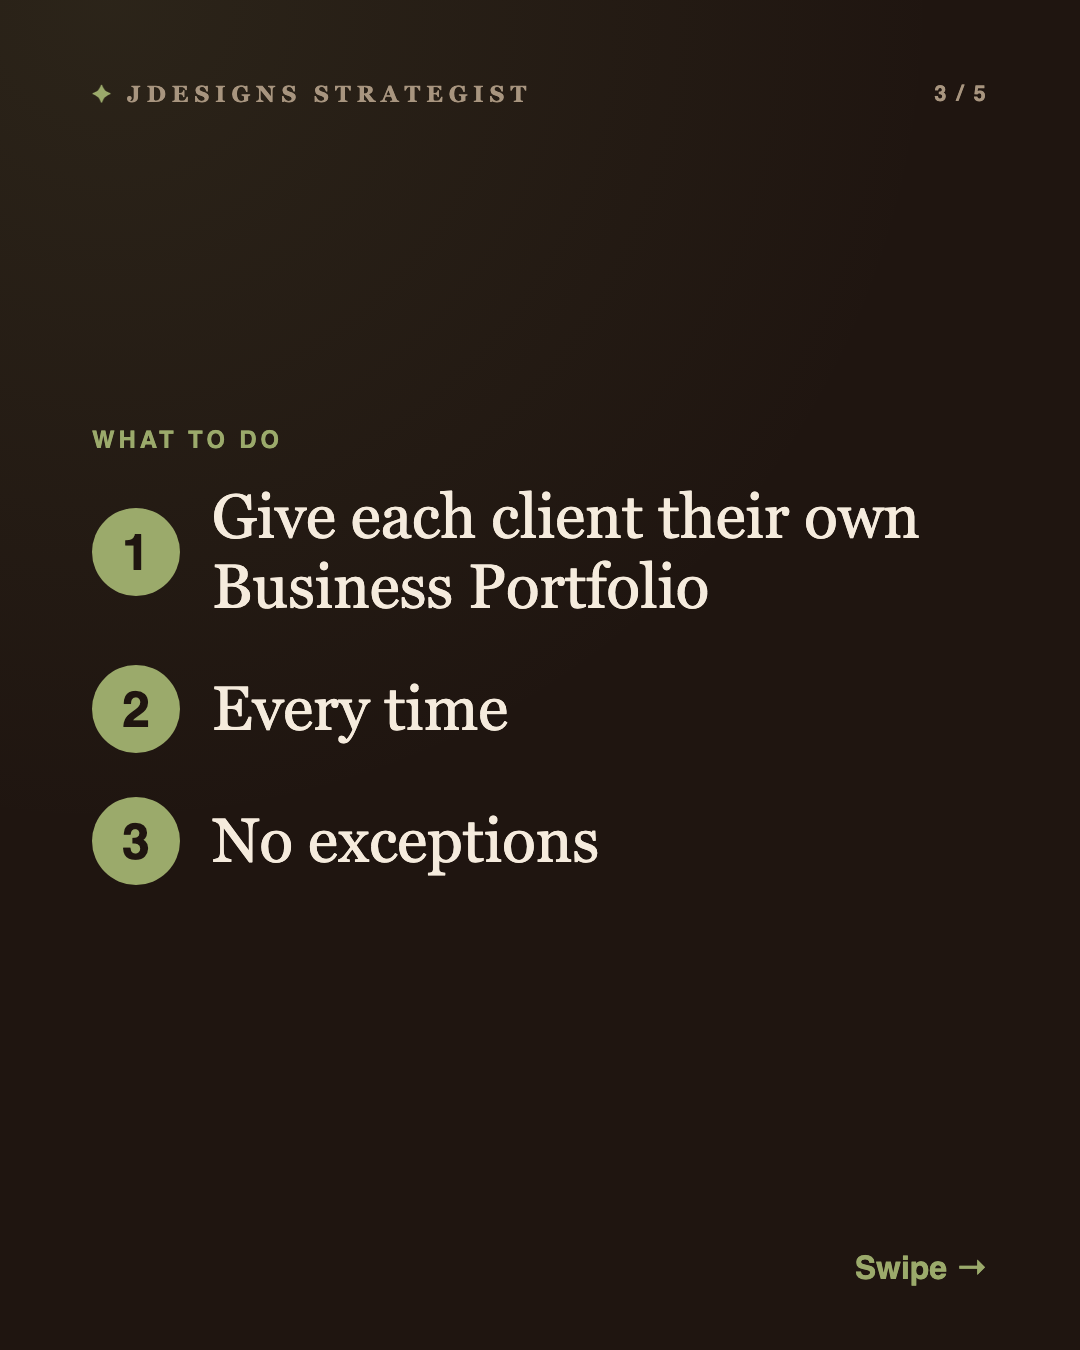 ✦ JDESIGNS STRATEGIST
3 / 5
WHAT TO DO
1 Give each client their own
Business Portfolio
2 Every time
3 No exceptions
Swipe →